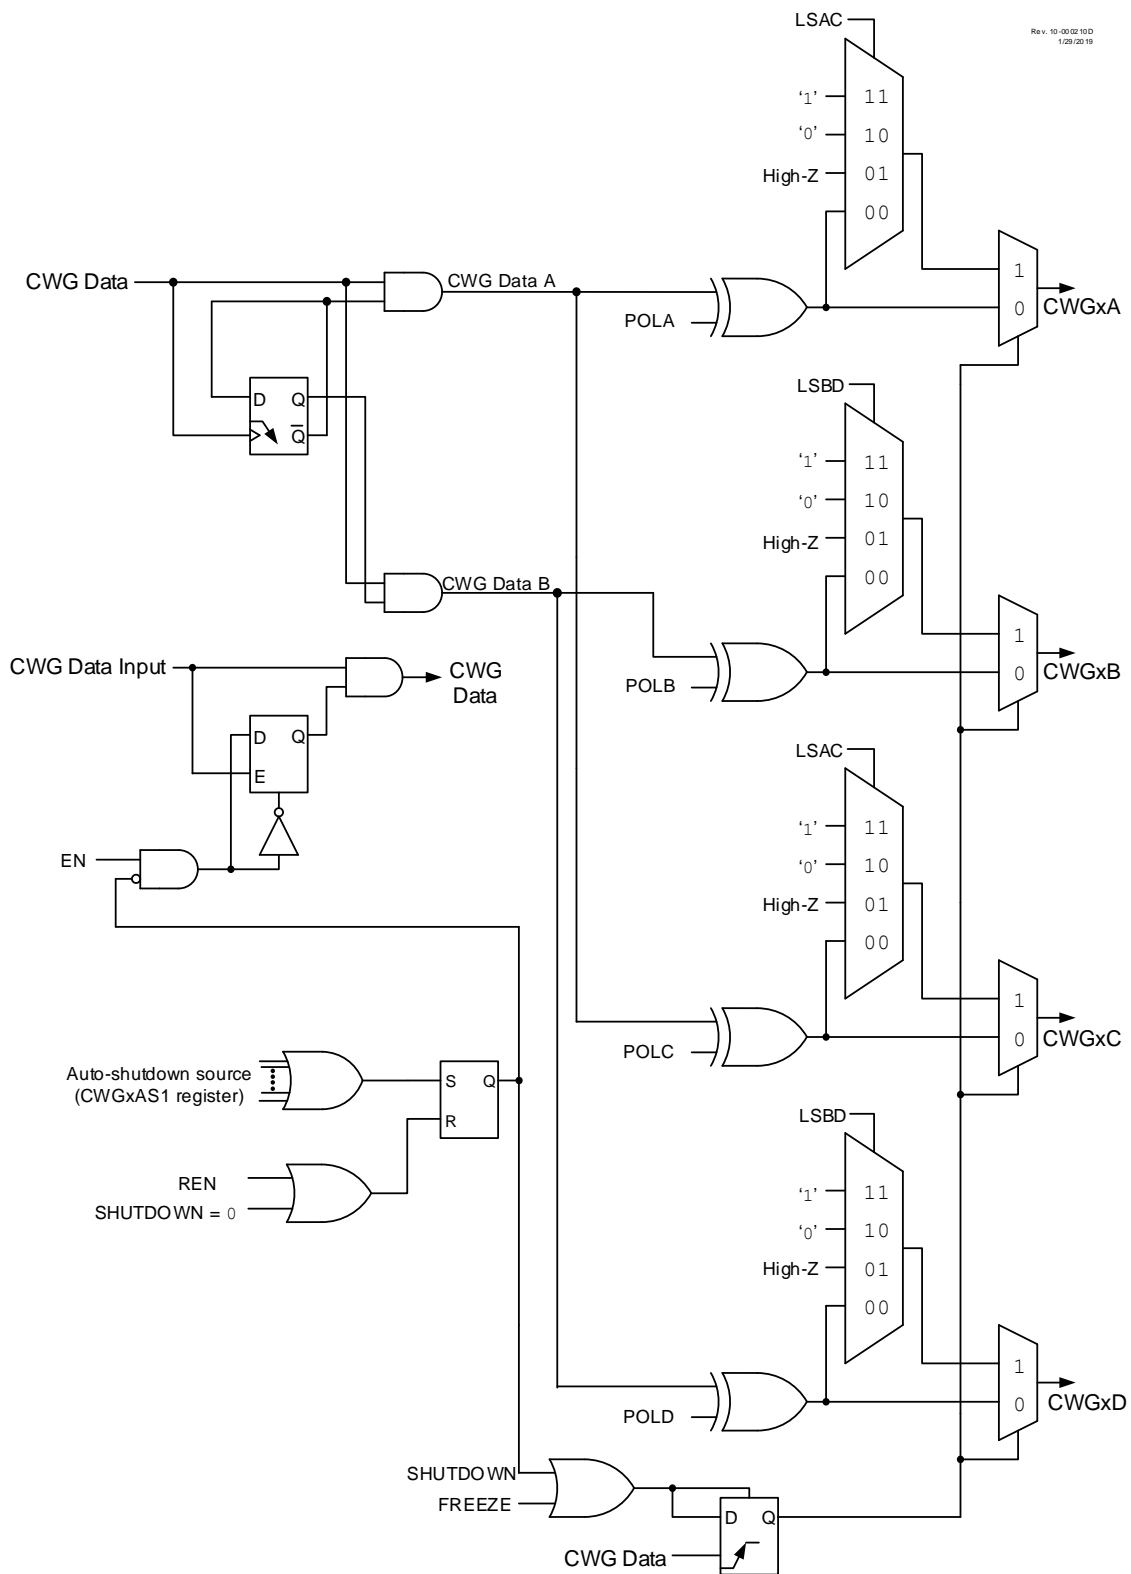 LSAC
Rev. 10-000210D
1/29/2019
‘1’ 11
‘0’ 10
High-Z 01
00
CWG Data
CWG Data A
1
POLA
0
CWGxA
D Q
Q
LSBD
‘1’ 11
‘0’ 10
High-Z 01
00
CWG Data B
1
CWG Data Input
CWG
Data
POLB
0
CWGxB
D Q
E
LSAC
‘1’ 11
EN
‘0’ 10
High-Z 01
00
1
POLC
0
CWGxC
Auto-shutdown source
(CWGxAS1 register)
S Q
R
LSBD
REN
SHUTDOWN = 0
‘1’ 11
‘0’ 10
High-Z 01
00
1
POLD
0
CWGxD
SHUTDOWN
FREEZE
D Q
CWG Data